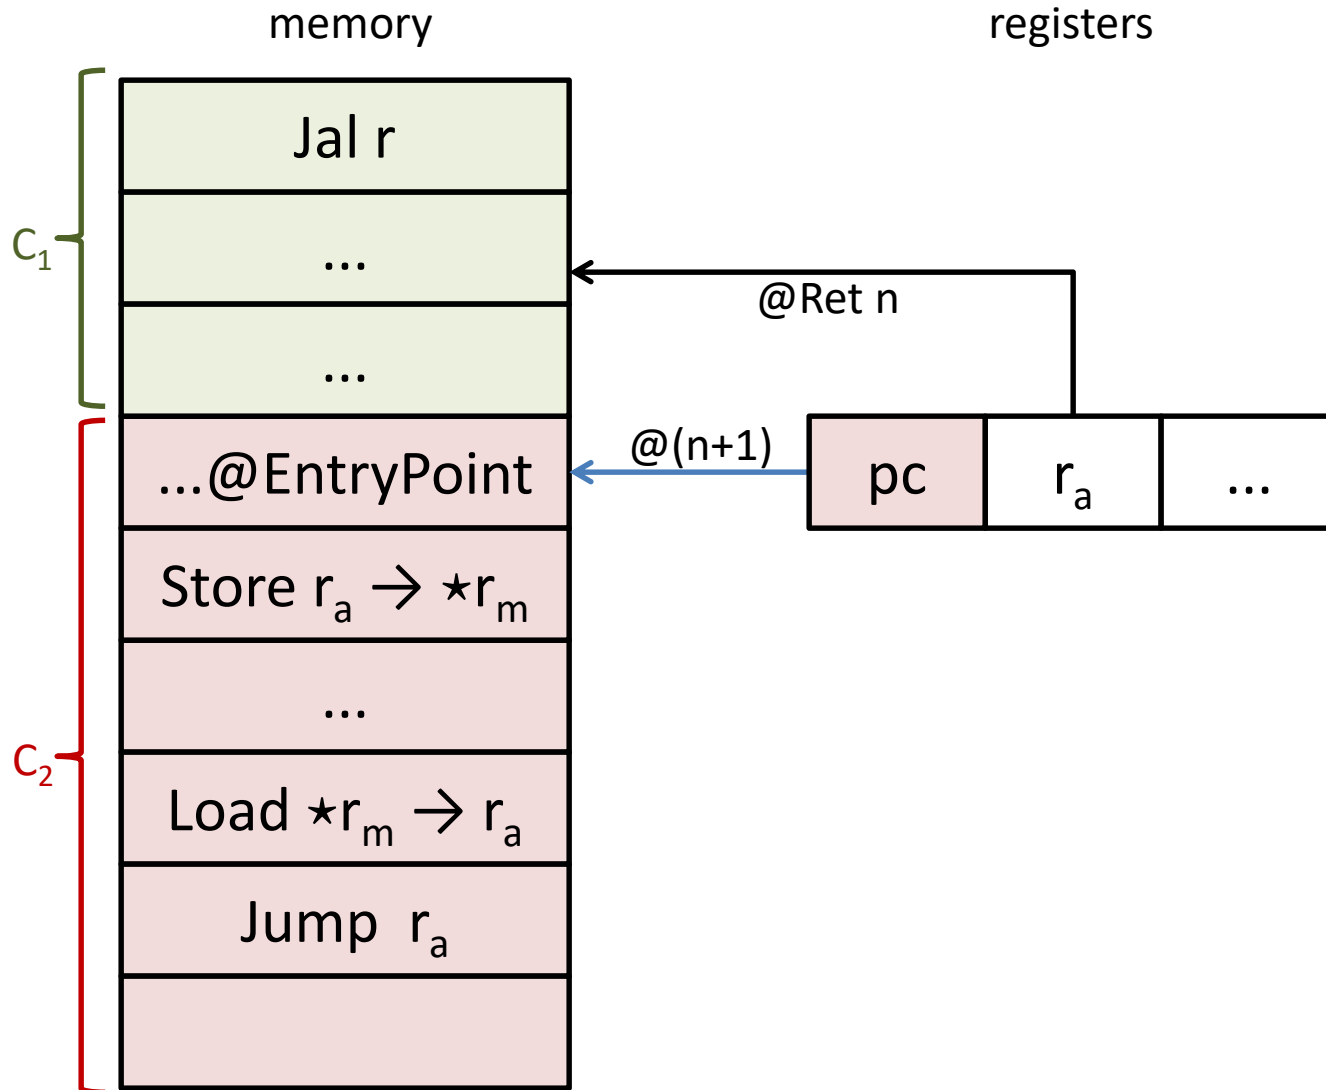 memory
registers
Jal r
C₁
...
@Ret n
...
...@EntryPoint
@(n+1)
pc
rₐ
...
Store rₐ → ⋆rₘ
...
C₂
Load ⋆rₘ → rₐ
Jump rₐ